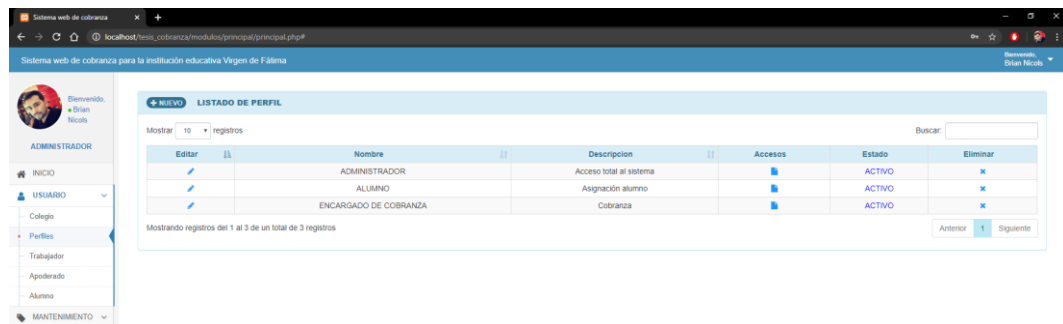 Sistema web de cobranza
localhost/tesis_cobranza/modulos/principal/principal.php#
Sistema web de cobranza para la institución educativa Virgen de Fátima
Bienvenido,
Brian Nicols
Bienvenido,
Brian
Nicols
ADMINISTRADOR
INICIO
USUARIO
Colegio
Perfiles
Trabajador
Apoderado
Alumno
MANTENIMIENTO
NUEVO LISTADO DE PERFIL
Mostrar 10 registros Buscar:
Editar Nombre Descripcion Accesos Estado Eliminar
ADMINISTRADOR Acceso total al sistema ACTIVO
ALUMNO Asignación alumno ACTIVO
ENCARGADO DE COBRANZA Cobranza ACTIVO
Mostrando registros del 1 al 3 de un total de 3 registros Anterior 1 Siguiente